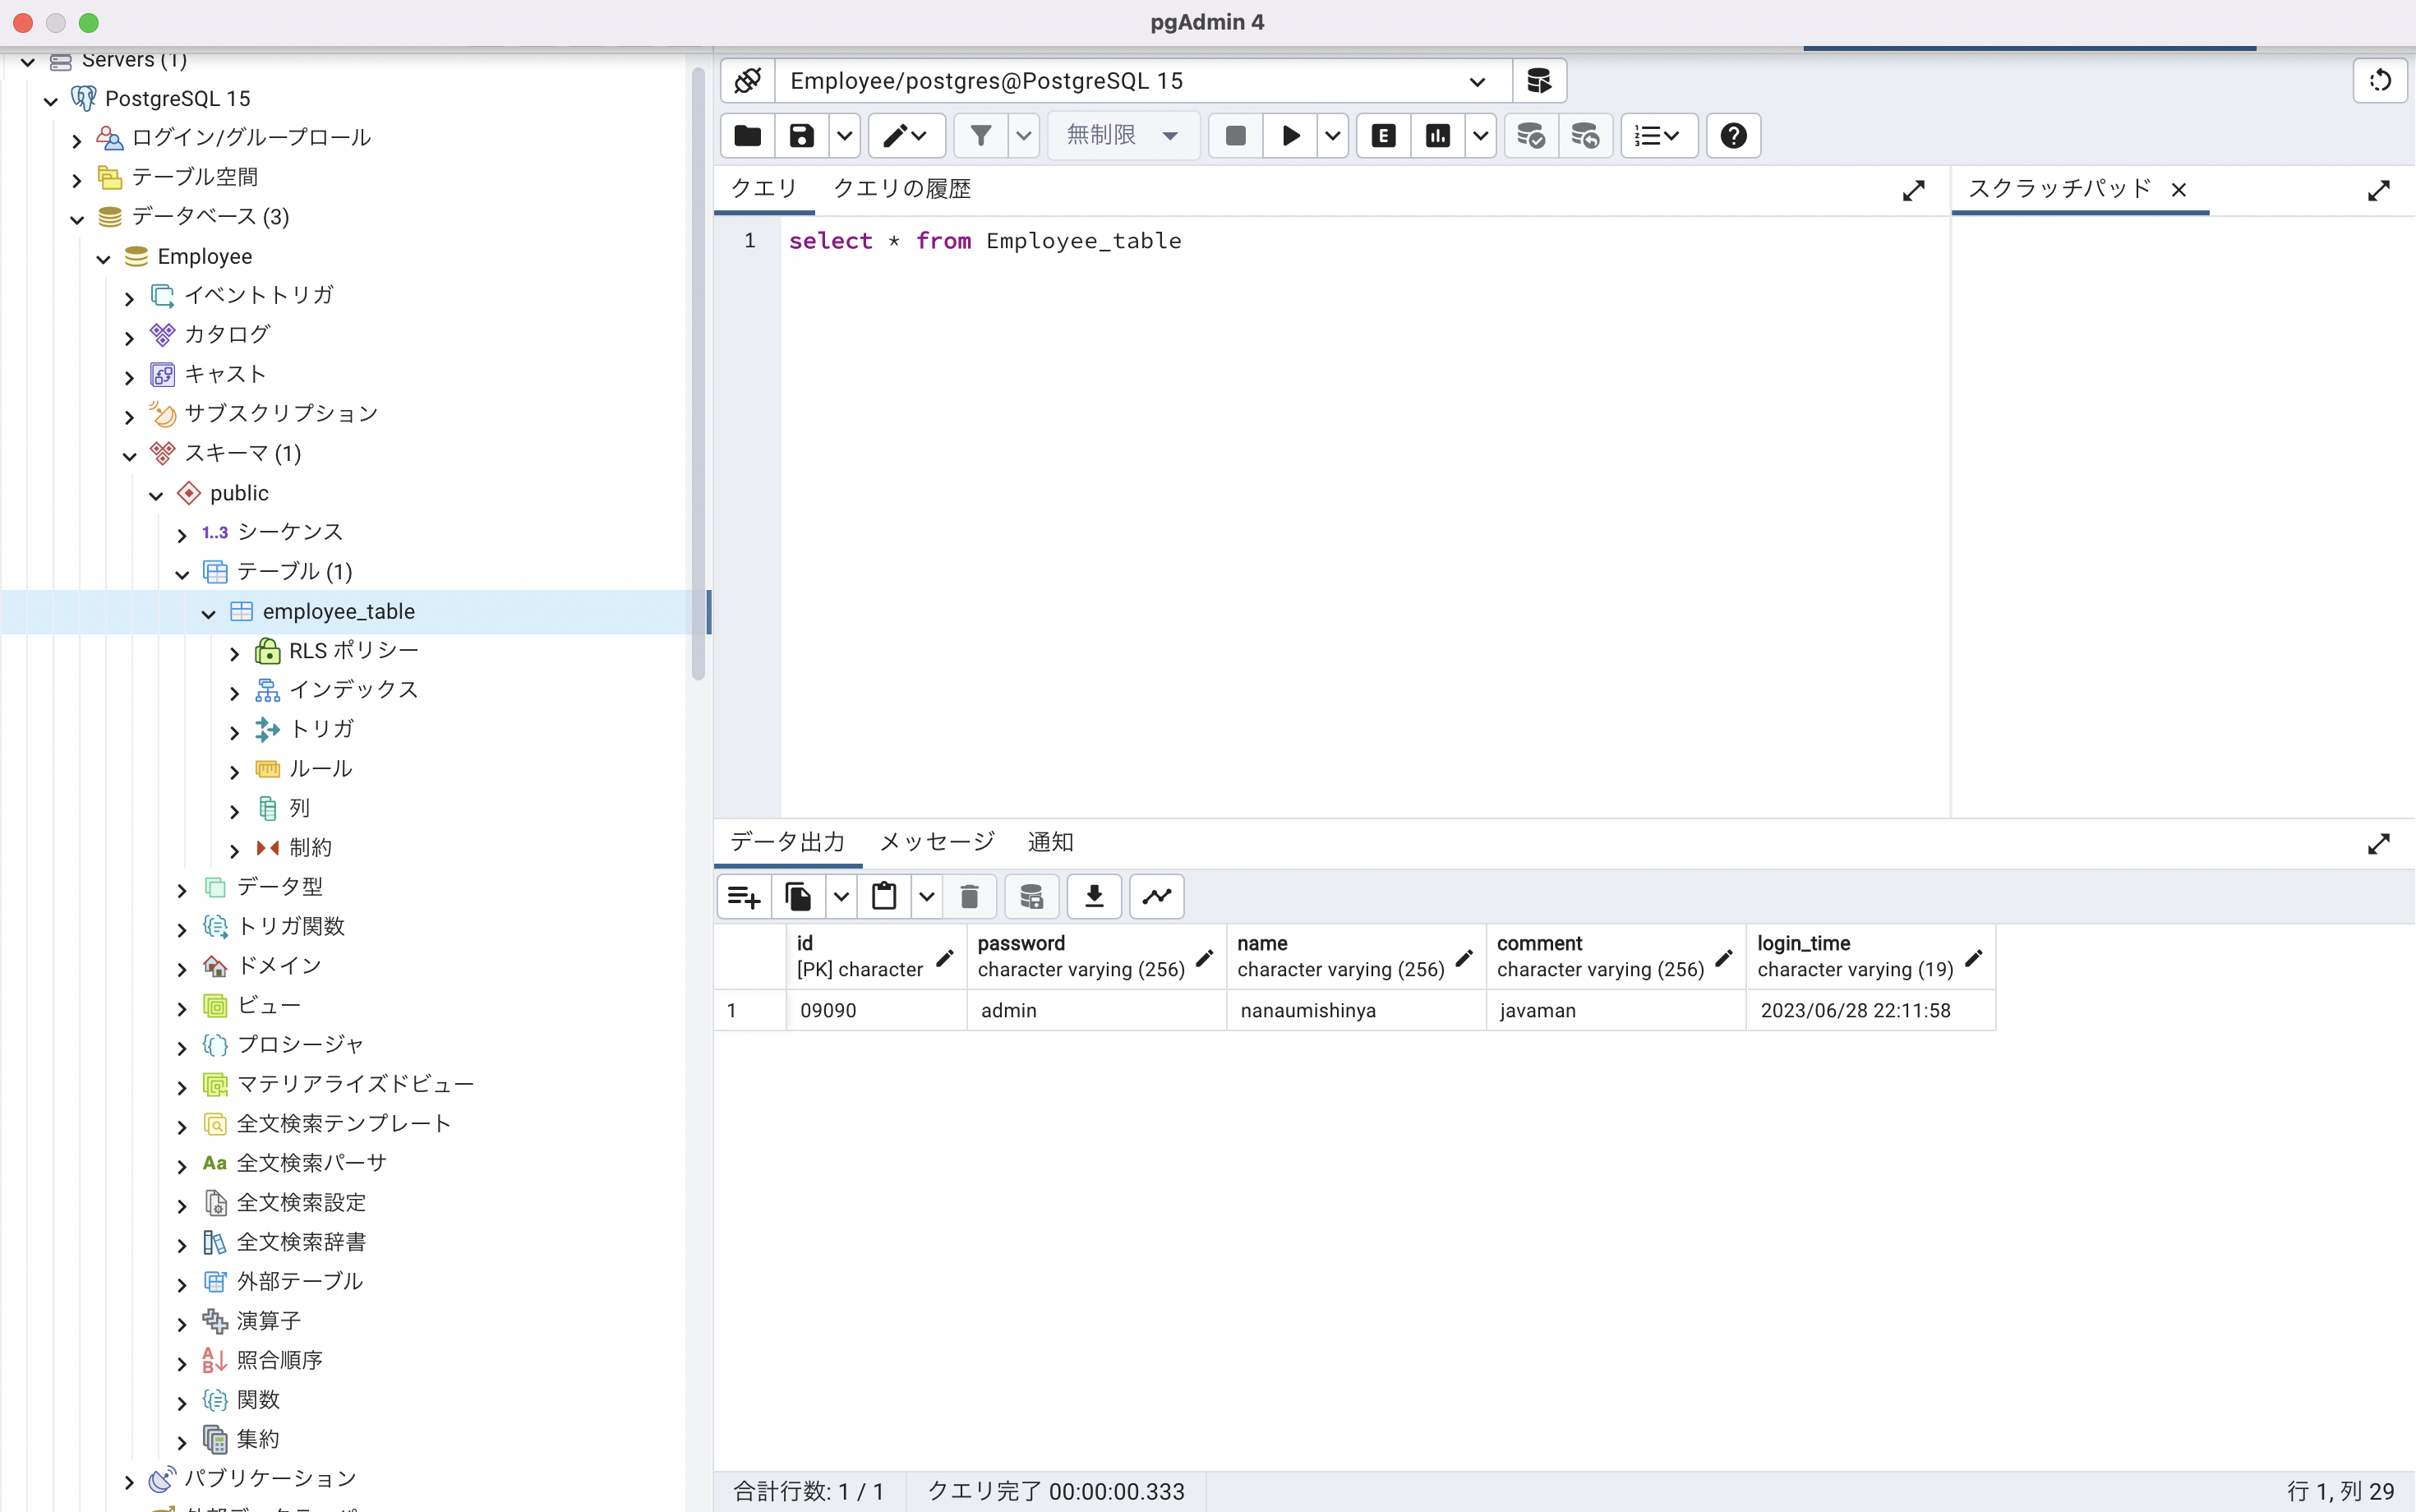 pgAdmin 4
Servers (1)
PostgreSQL 15
ログイン/グループロール
テーブル空間
データベース (3)
Employee
イベントトリガ
カタログ
キャスト
サブスクリプション
スキーマ (1)
public
1..3 シーケンス
テーブル (1)
employee_table
RLS ポリシー
インデックス
トリガ
ルール
列
制約
データ型
トリガ関数
ドメイン
ビュー
プロシージャ
マテリアライズドビュー
全文検索テンプレート
Aa 全文検索パーサ
全文検索設定
全文検索辞書
外部テーブル
演算子
照合順序
関数
集約
パブリケーション
Employee/postgres@PostgreSQL 15
無制限
E
クエリ クエリの履歴
スクラッチパッド
1 select * from Employee_table
データ出力 メッセージ 通知
id password name comment login_time
[PK] character character varying (256) character varying (256) character varying (256) character varying (19)
1 09090 admin nanaumishinya javaman 2023/06/28 22:11:58
合計行数: 1 / 1 クエリ完了 00:00:00.333 行 1, 列 29